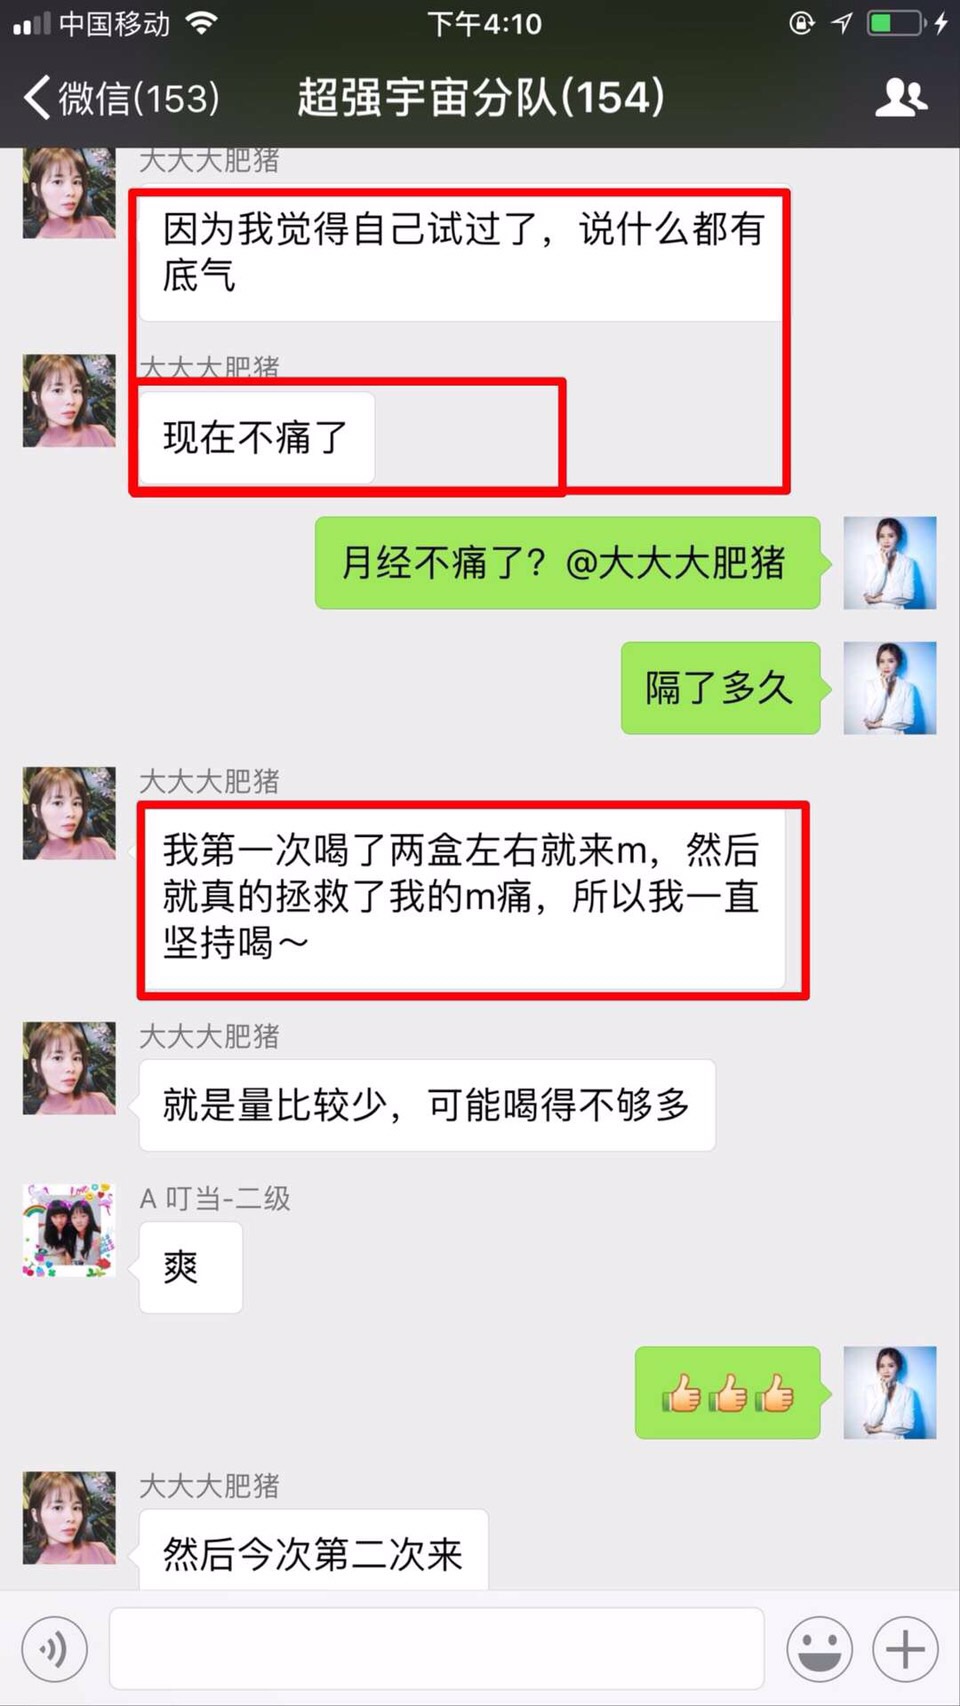 中国移动 下午4:10
微信(153) 超强宇宙分队(154)
大大大肥猪
因为我觉得自己试过了，说什么都有
底气
大大大肥猪
现在不痛了
月经不痛了？@大大大肥猪
隔了多久
大大大肥猪
我第一次喝了两盒左右就来m，然后
就真的拯救了我的m痛，所以我一直
坚持喝～
大大大肥猪
就是量比较少，可能喝得不够多
A 叮当-二级
爽
大大大肥猪
然后今次第二次来